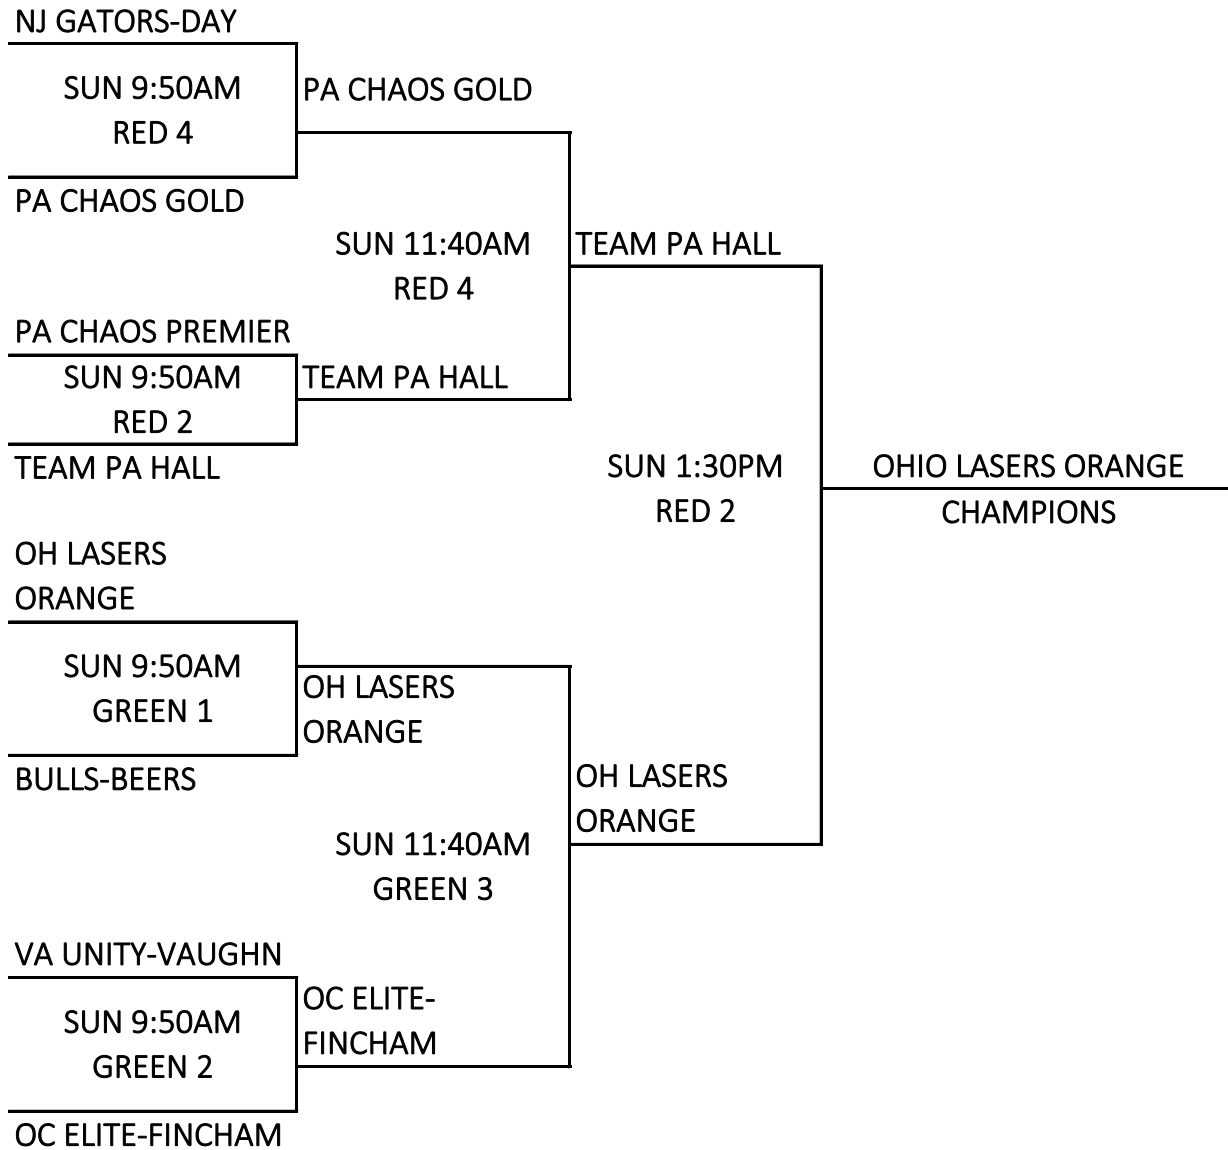 NJ GATORS-DAY
SUN 9:50AM
RED 4
PA CHAOS GOLD
PA CHAOS GOLD
SUN 11:40AM
RED 4
TEAM PA HALL
PA CHAOS PREMIER
SUN 9:50AM
RED 2
TEAM PA HALL
TEAM PA HALL
SUN 1:30PM
RED 2
OHIO LASERS ORANGE
CHAMPIONS
OH LASERS
ORANGE
SUN 9:50AM
GREEN 1
OH LASERS
ORANGE
BULLS-BEERS
OH LASERS
ORANGE
SUN 11:40AM
GREEN 3
VA UNITY-VAUGHN
SUN 9:50AM
GREEN 2
OC ELITE-
FINCHAM
OC ELITE-FINCHAM